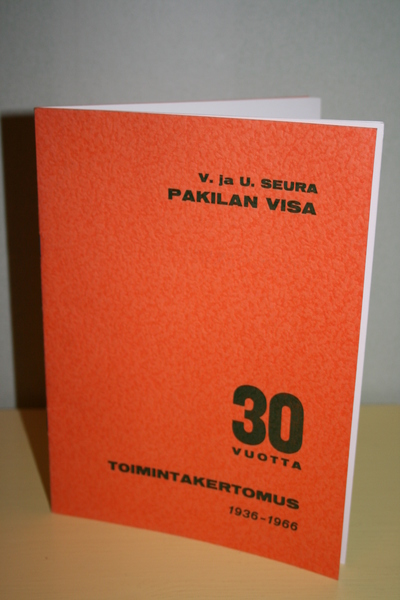 V. ja U. SEURA
PAKILAN VISA
30
VUOTTA
TOIMINTAKERTOMUS
1936-1966